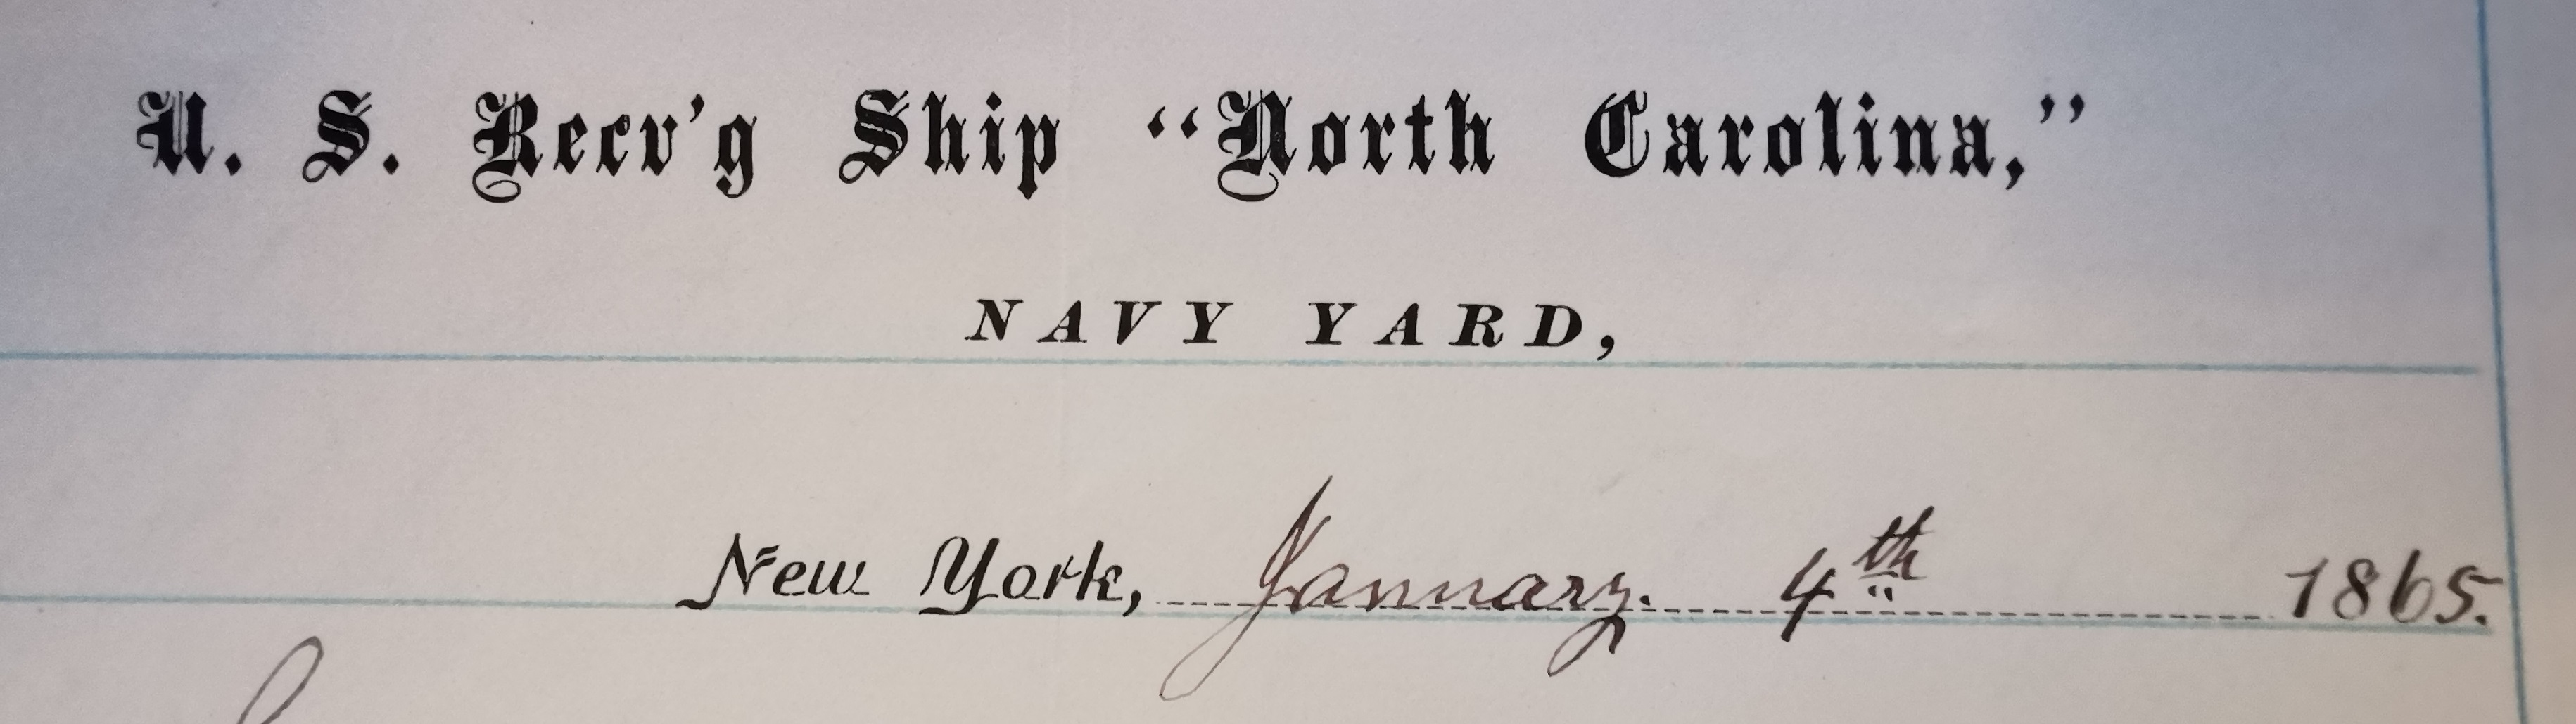 U. S. Recv'g Ship “North Carolina,”
NAVY YARD,
New York, January. 4th 1865.